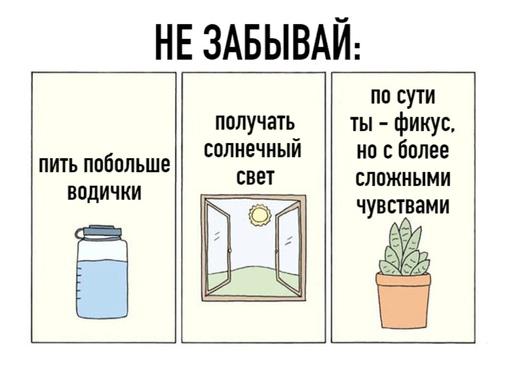 НЕ ЗАБЫВАЙ:
пить побольше
водички
получать
солнечный
свет
по сути
ты - фикус,
но с более
сложными
чувствами